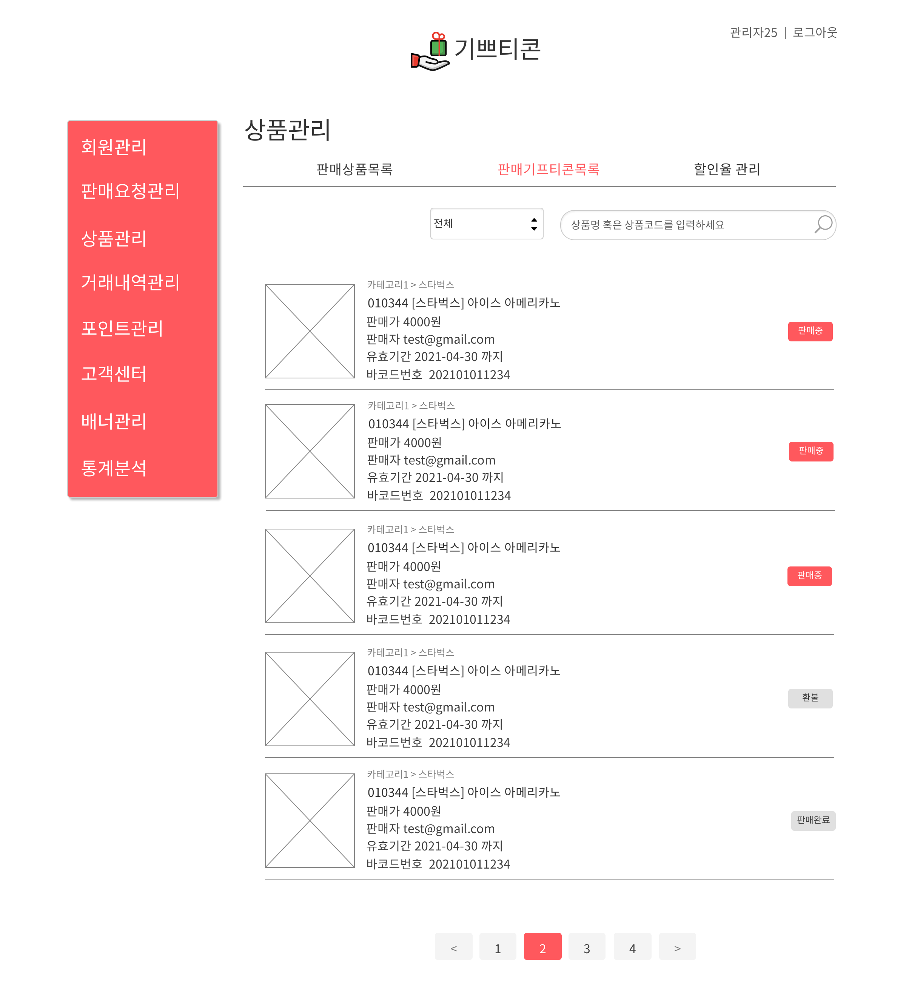 관리자25 | 로그아웃
기쁘티콘
회원관리
판매요청관리
상품관리
거래내역관리
포인트관리
고객센터
배너관리
통계분석
상품관리
판매상품목록 판매기프티콘목록 할인율 관리
전체
상품명 혹은 상품코드를 입력하세요
카테고리1 > 스타벅스
010344 [스타벅스] 아이스 아메리카노
판매가 4000원
판매자 test@gmail.com
유효기간 2021-04-30 까지
바코드번호 202101011234
판매중
카테고리1 > 스타벅스
010344 [스타벅스] 아이스 아메리카노
판매가 4000원
판매자 test@gmail.com
유효기간 2021-04-30 까지
바코드번호 202101011234
판매중
카테고리1 > 스타벅스
010344 [스타벅스] 아이스 아메리카노
판매가 4000원
판매자 test@gmail.com
유효기간 2021-04-30 까지
바코드번호 202101011234
판매중
카테고리1 > 스타벅스
010344 [스타벅스] 아이스 아메리카노
판매가 4000원
판매자 test@gmail.com
유효기간 2021-04-30 까지
바코드번호 202101011234
환불
카테고리1 > 스타벅스
010344 [스타벅스] 아이스 아메리카노
판매가 4000원
판매자 test@gmail.com
유효기간 2021-04-30 까지
바코드번호 202101011234
판매완료
< 1 2 3 4 >